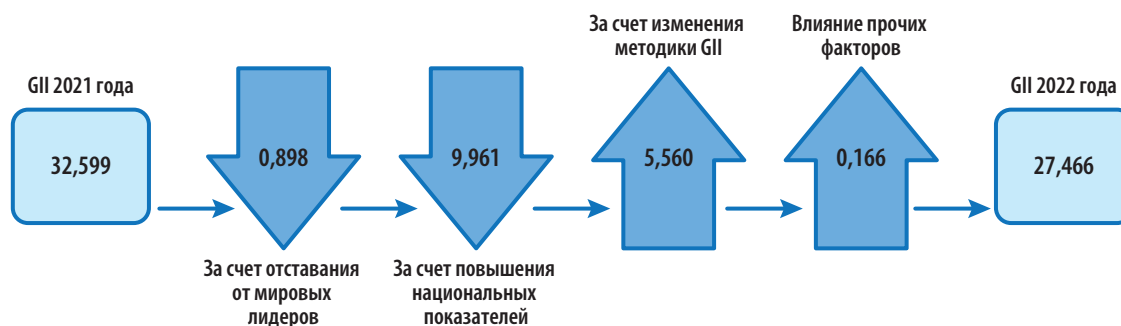 GII 2021 года
32,599
0,898
За счет отставания
от мировых
лидеров
9,961
За счет повышения
национальных
показателей
За счет изменения
методики GII
5,560
Влияние прочих
факторов
0,166
GII 2022 года
27,466